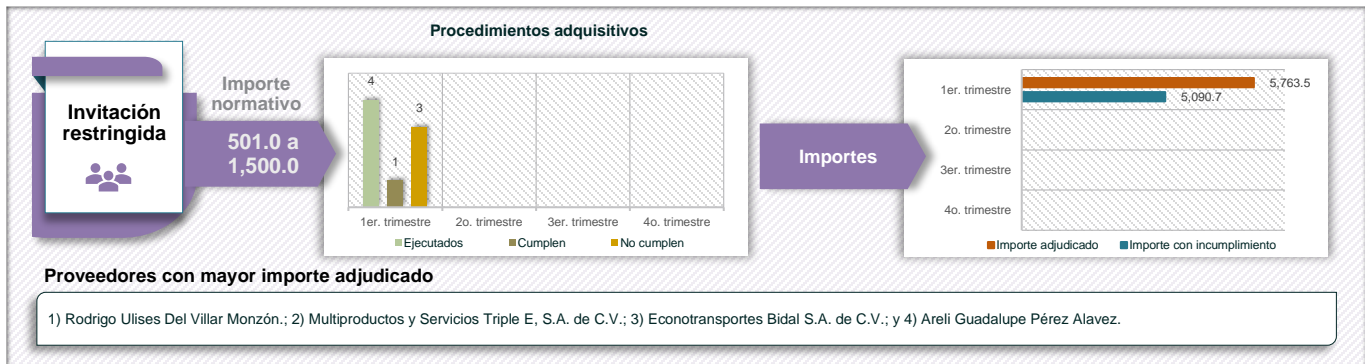 Procedimientos adquisitivos
Invitación
restringida
Importe
normativo
501.0 a
1,500.0
4
1
3
1er. trimestre
2o. trimestre
3er. trimestre
4o. trimestre
Ejecutados
Cumplen
No cumplen
Importes
1er. trimestre
5,763.5
5,090.7
2o. trimestre
3er. trimestre
4o. trimestre
Importe adjudicado
Importe con incumplimiento
Proveedores con mayor importe adjudicado
1) Rodrigo Ulises Del Villar Monzón.; 2) Multiproductos y Servicios Triple E, S.A. de C.V.; 3) Econotransportes Bidal S.A. de C.V.; y 4) Areli Guadalupe Pérez Alavez.